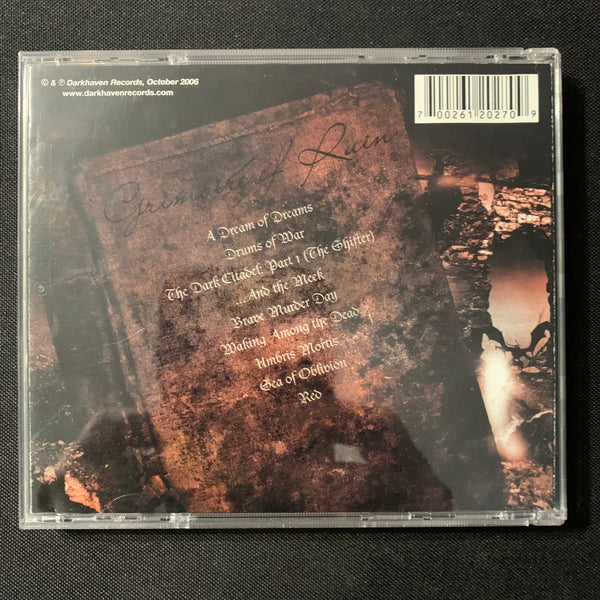 © & ℗ Darkhaven Records, October 2006
www.darkhavenrecords.com
7 00261 20270 9
Grimoire of Ruin
A Dream of Dreams
Drums of War
The Dark Citadel: Part 1 (The Shifter)
...And the Meek
Brave Murder Day
Walking Among the Dead
Umbris Mortis
Sea of Oblivion
Red